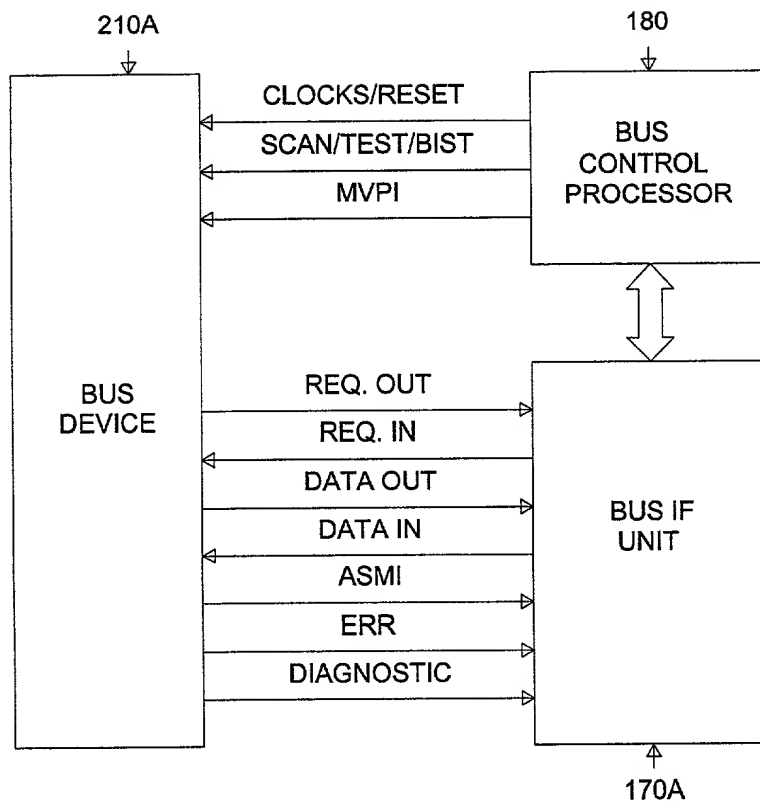 210A
180
CLOCKS/RESET
SCAN/TEST/BIST
MVPI
BUS
CONTROL
PROCESSOR
BUS
DEVICE
REQ. OUT
REQ. IN
DATA OUT
DATA IN
ASMI
ERR
DIAGNOSTIC
BUS IF
UNIT
170A